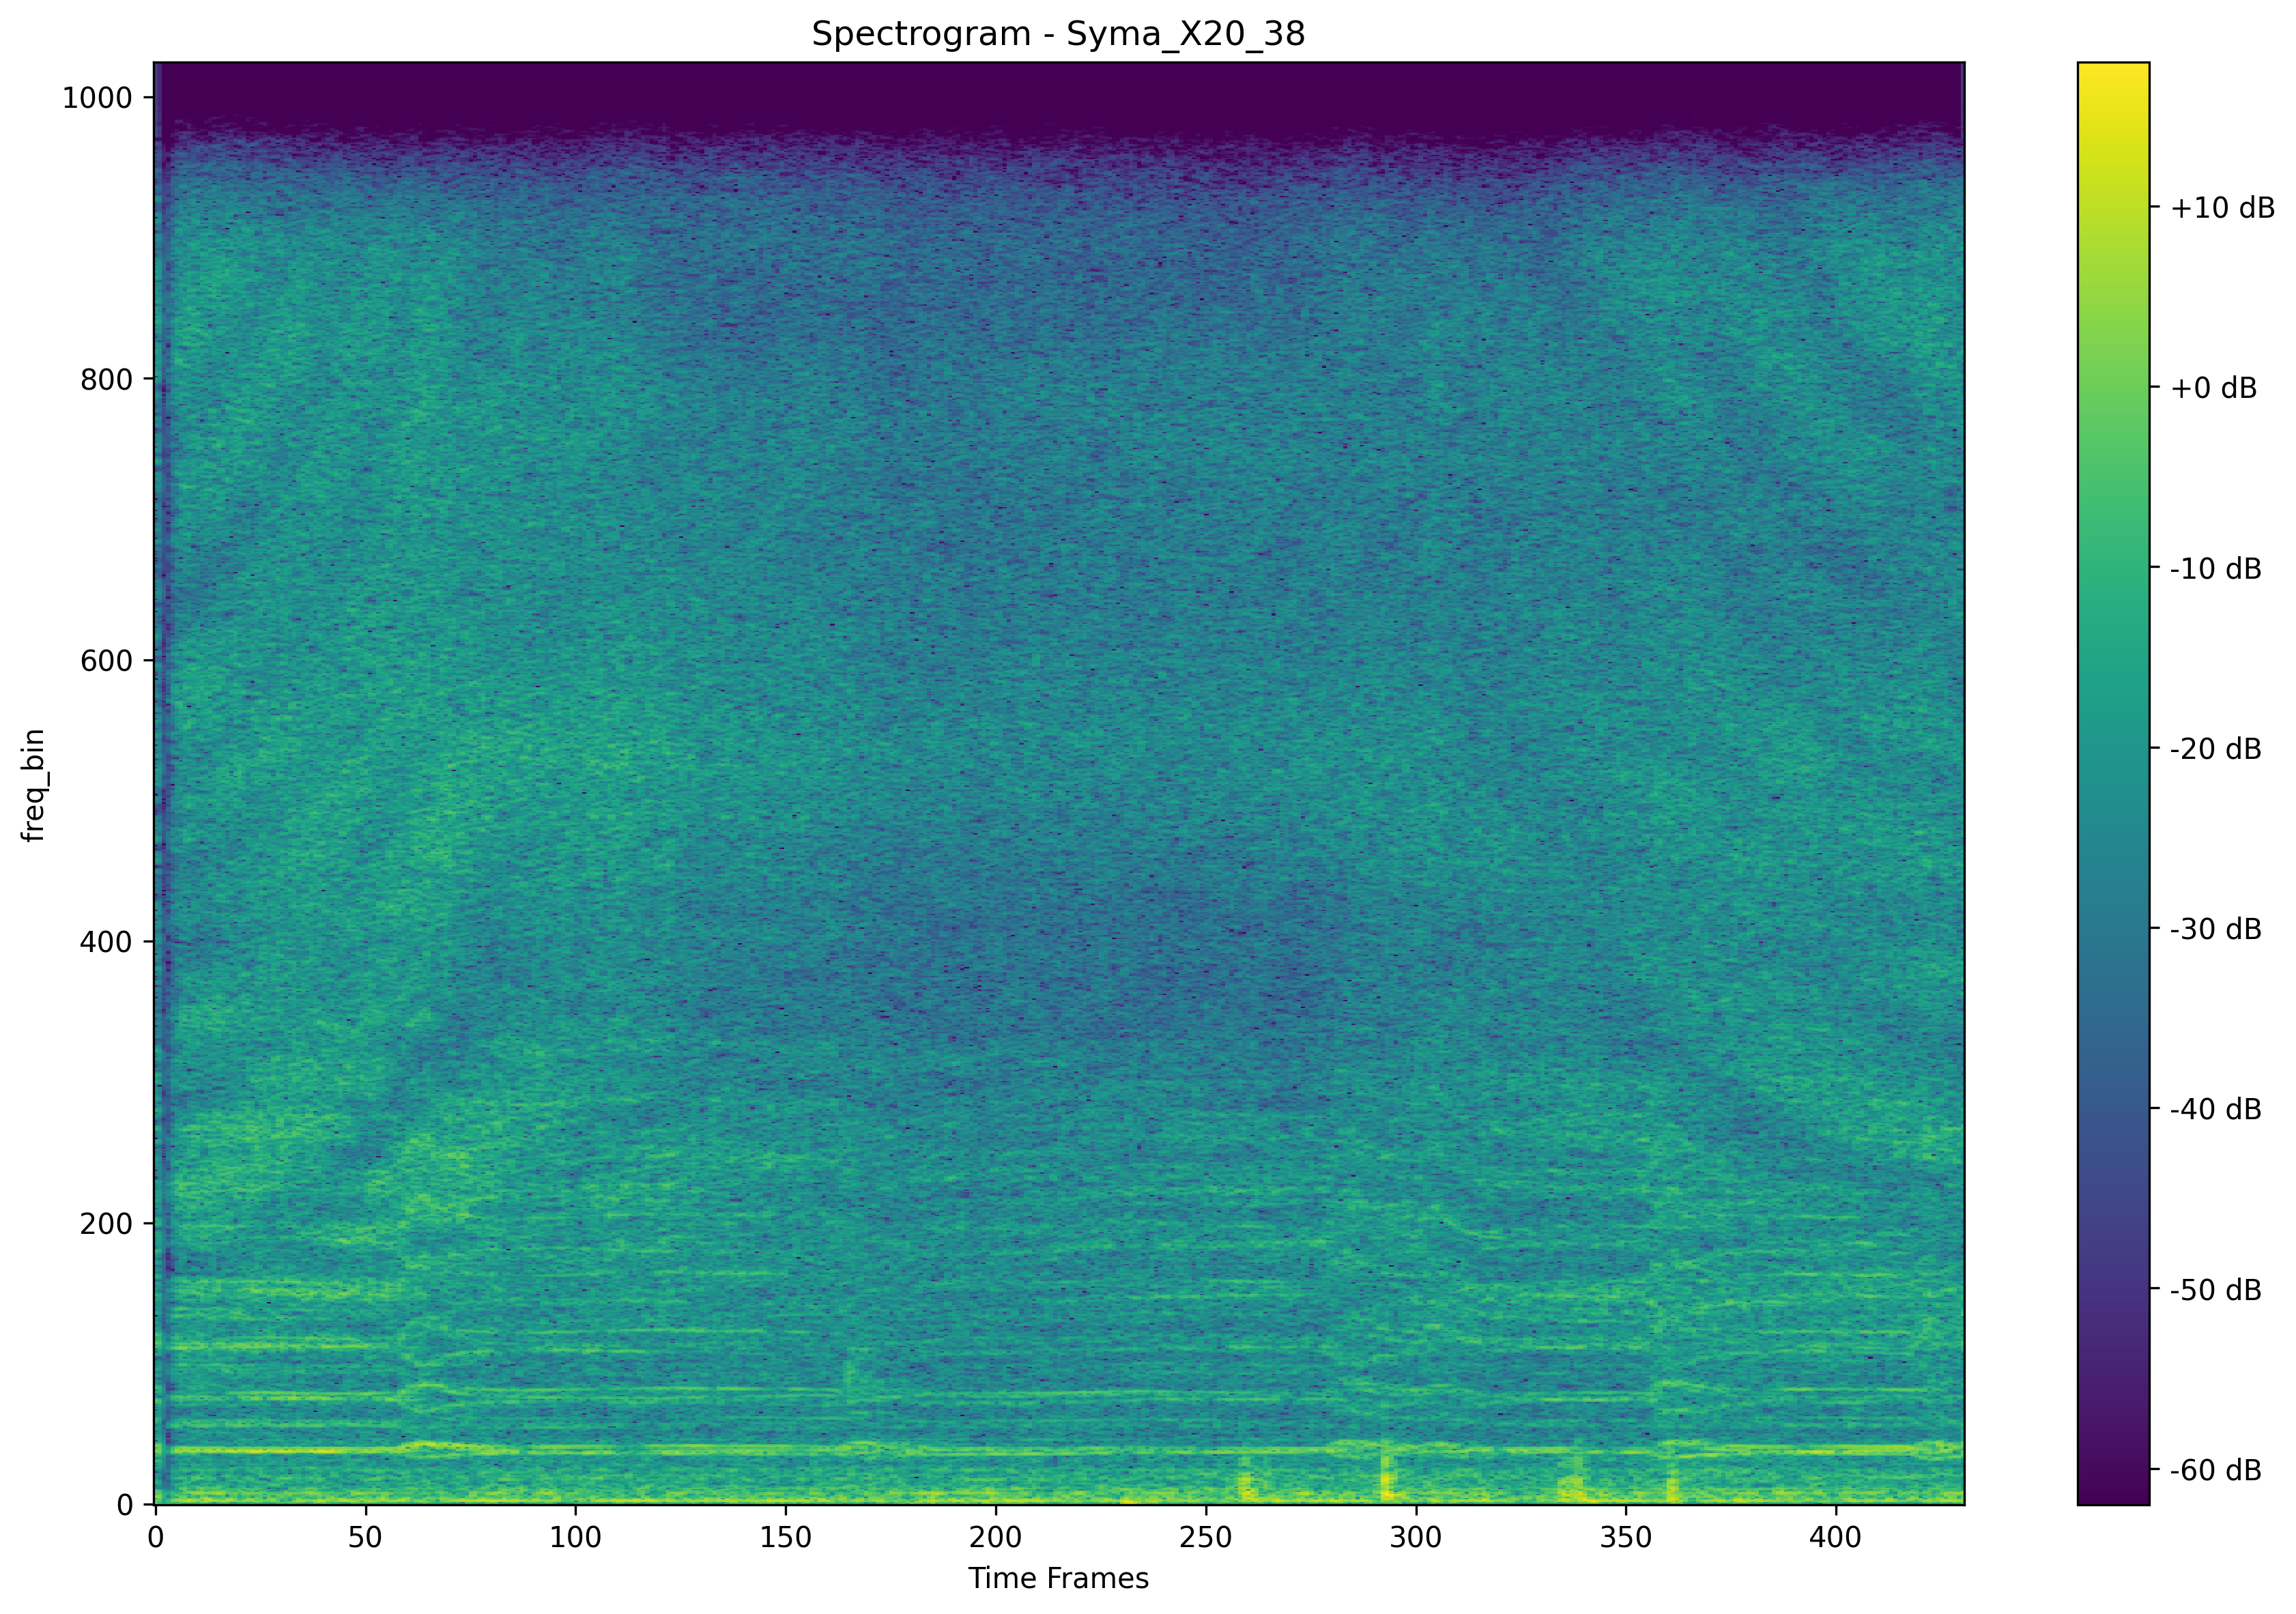 Spectrogram - Syma_X20_38
1000
800
600
400
200
0
freq_bin
0 50 100 150 200 250 300 350 400
Time Frames
+10 dB
+0 dB
-10 dB
-20 dB
-30 dB
-40 dB
-50 dB
-60 dB